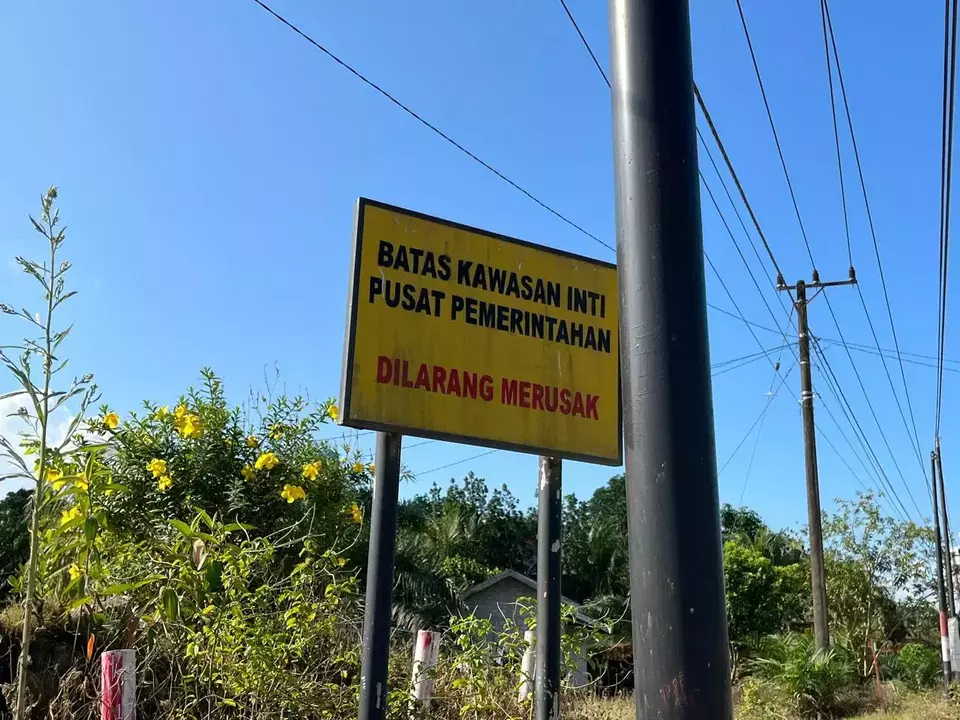 BATAS KAWASAN INTI
PUSAT PEMERINTAHAN
DILARANG MERUSAK